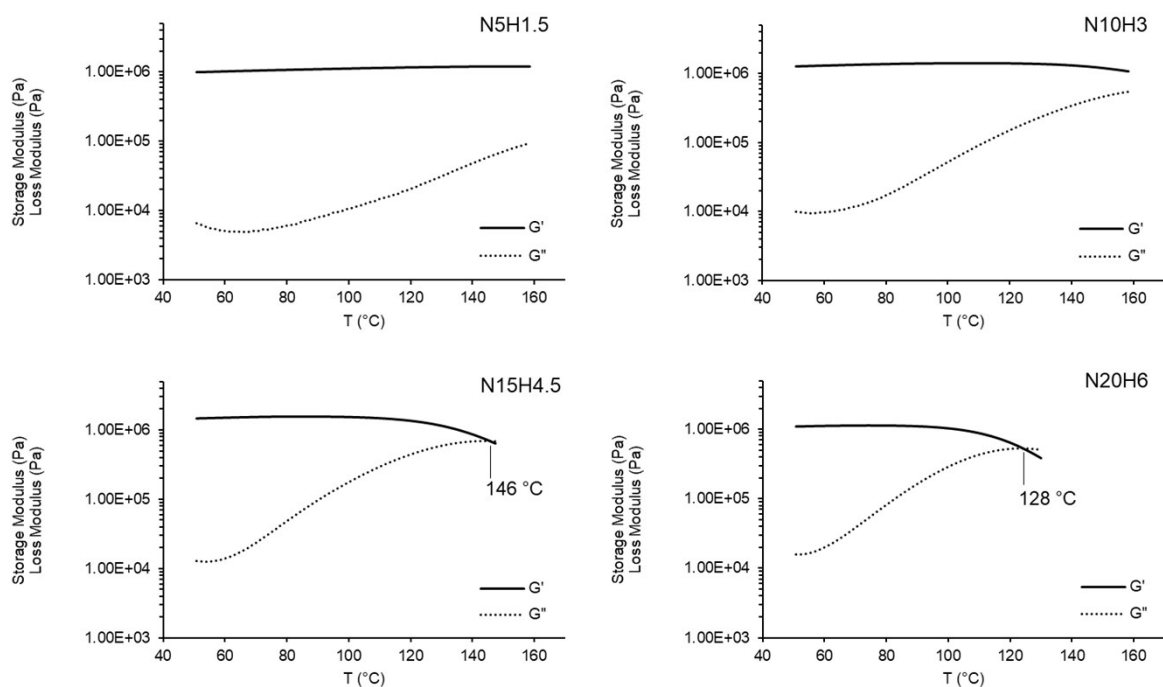 N5H1.5
Storage Modulus (Pa)
Loss Modulus (Pa)
1.00E+06
1.00E+05
1.00E+04
1.00E+03
G'
G"
40 60 80 100 120 140 160
T (°C)
N10H3
Storage Modulus (Pa)
Loss Modulus (Pa)
1.00E+06
1.00E+05
1.00E+04
1.00E+03
G'
G"
40 60 80 100 120 140 160
T (°C)
N15H4.5
Storage Modulus (Pa)
Loss Modulus (Pa)
1.00E+06
1.00E+05
1.00E+04
1.00E+03
146 °C
G'
G"
40 60 80 100 120 140 160
T (°C)
N20H6
Storage Modulus (Pa)
Loss Modulus (Pa)
1.00E+06
1.00E+05
1.00E+04
1.00E+03
128 °C
G'
G"
40 60 80 100 120 140 160
T (°C)